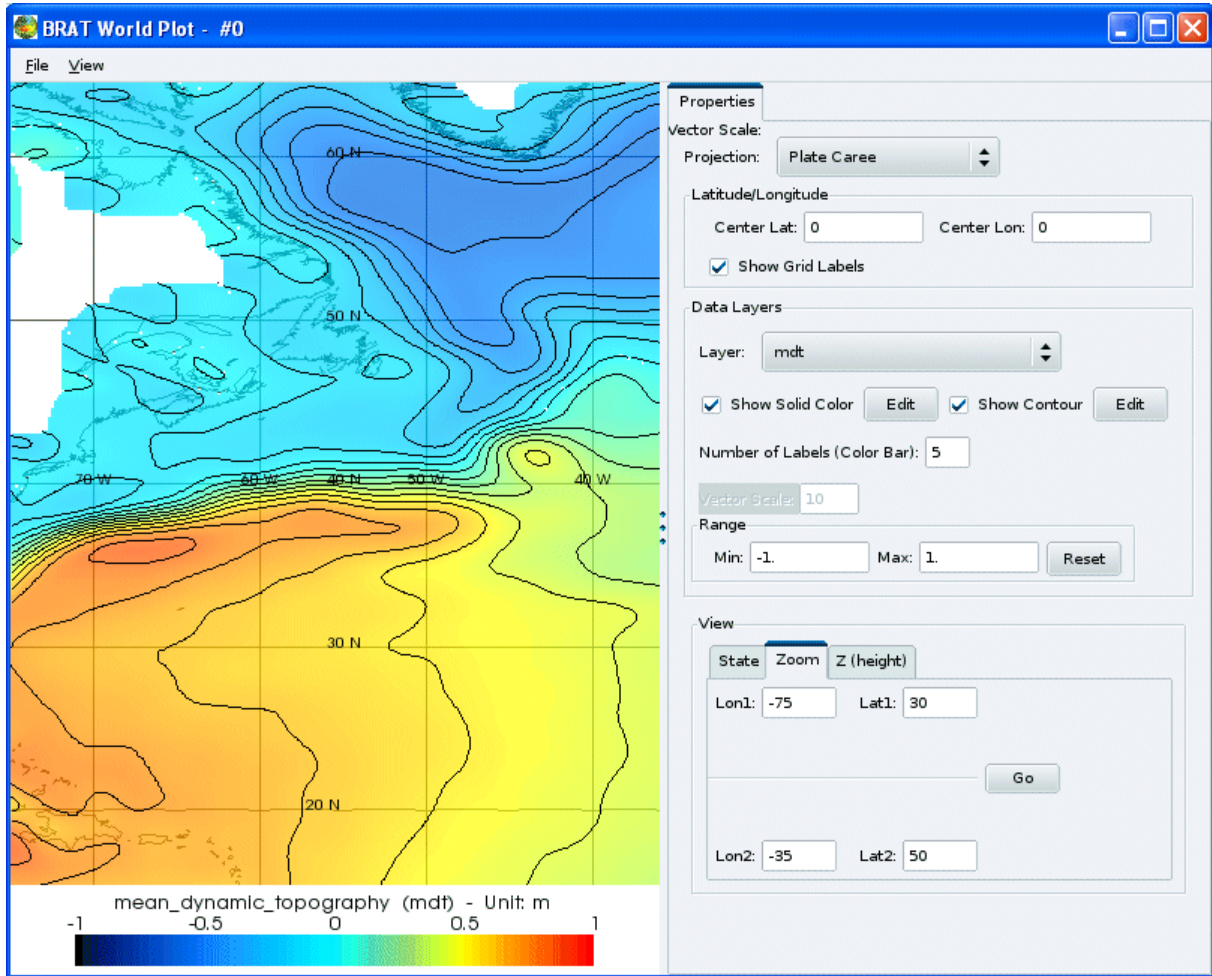 BRAT World Plot - #0
File View
60 N
50 N
70 W 60 W 40 N 50 W 40 W
30 N
20 N
mean_dynamic_topography (mdt) - Unit: m
-1 -0.5 0 0.5 1
Properties
Vector Scale:
Projection: Plate Caree
Latitude/Longitude
Center Lat: 0 Center Lon: 0
Show Grid Labels
Data Layers
Layer: mdt
Show Solid Color Edit Show Contour Edit
Number of Labels (Color Bar): 5
Vector Scale: 10
Range
Min: -1. Max: 1. Reset
View
State Zoom Z (height)
Lon1: -75 Lat1: 30
Go
Lon2: -35 Lat2: 50